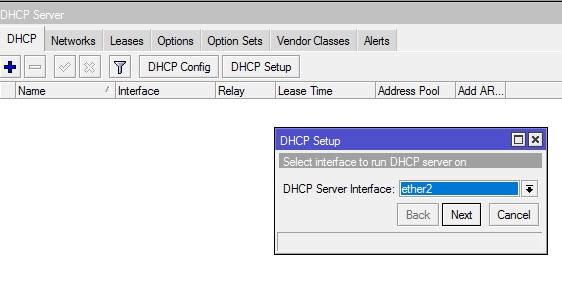 DHCP Server
DHCP Networks Leases Options Option Sets Vendor Classes Alerts
DHCP Config DHCP Setup
Name Interface Relay Lease Time Address Pool Add AR...
DHCP Setup
Select interface to run DHCP server on
DHCP Server Interface: ether2
Back Next Cancel